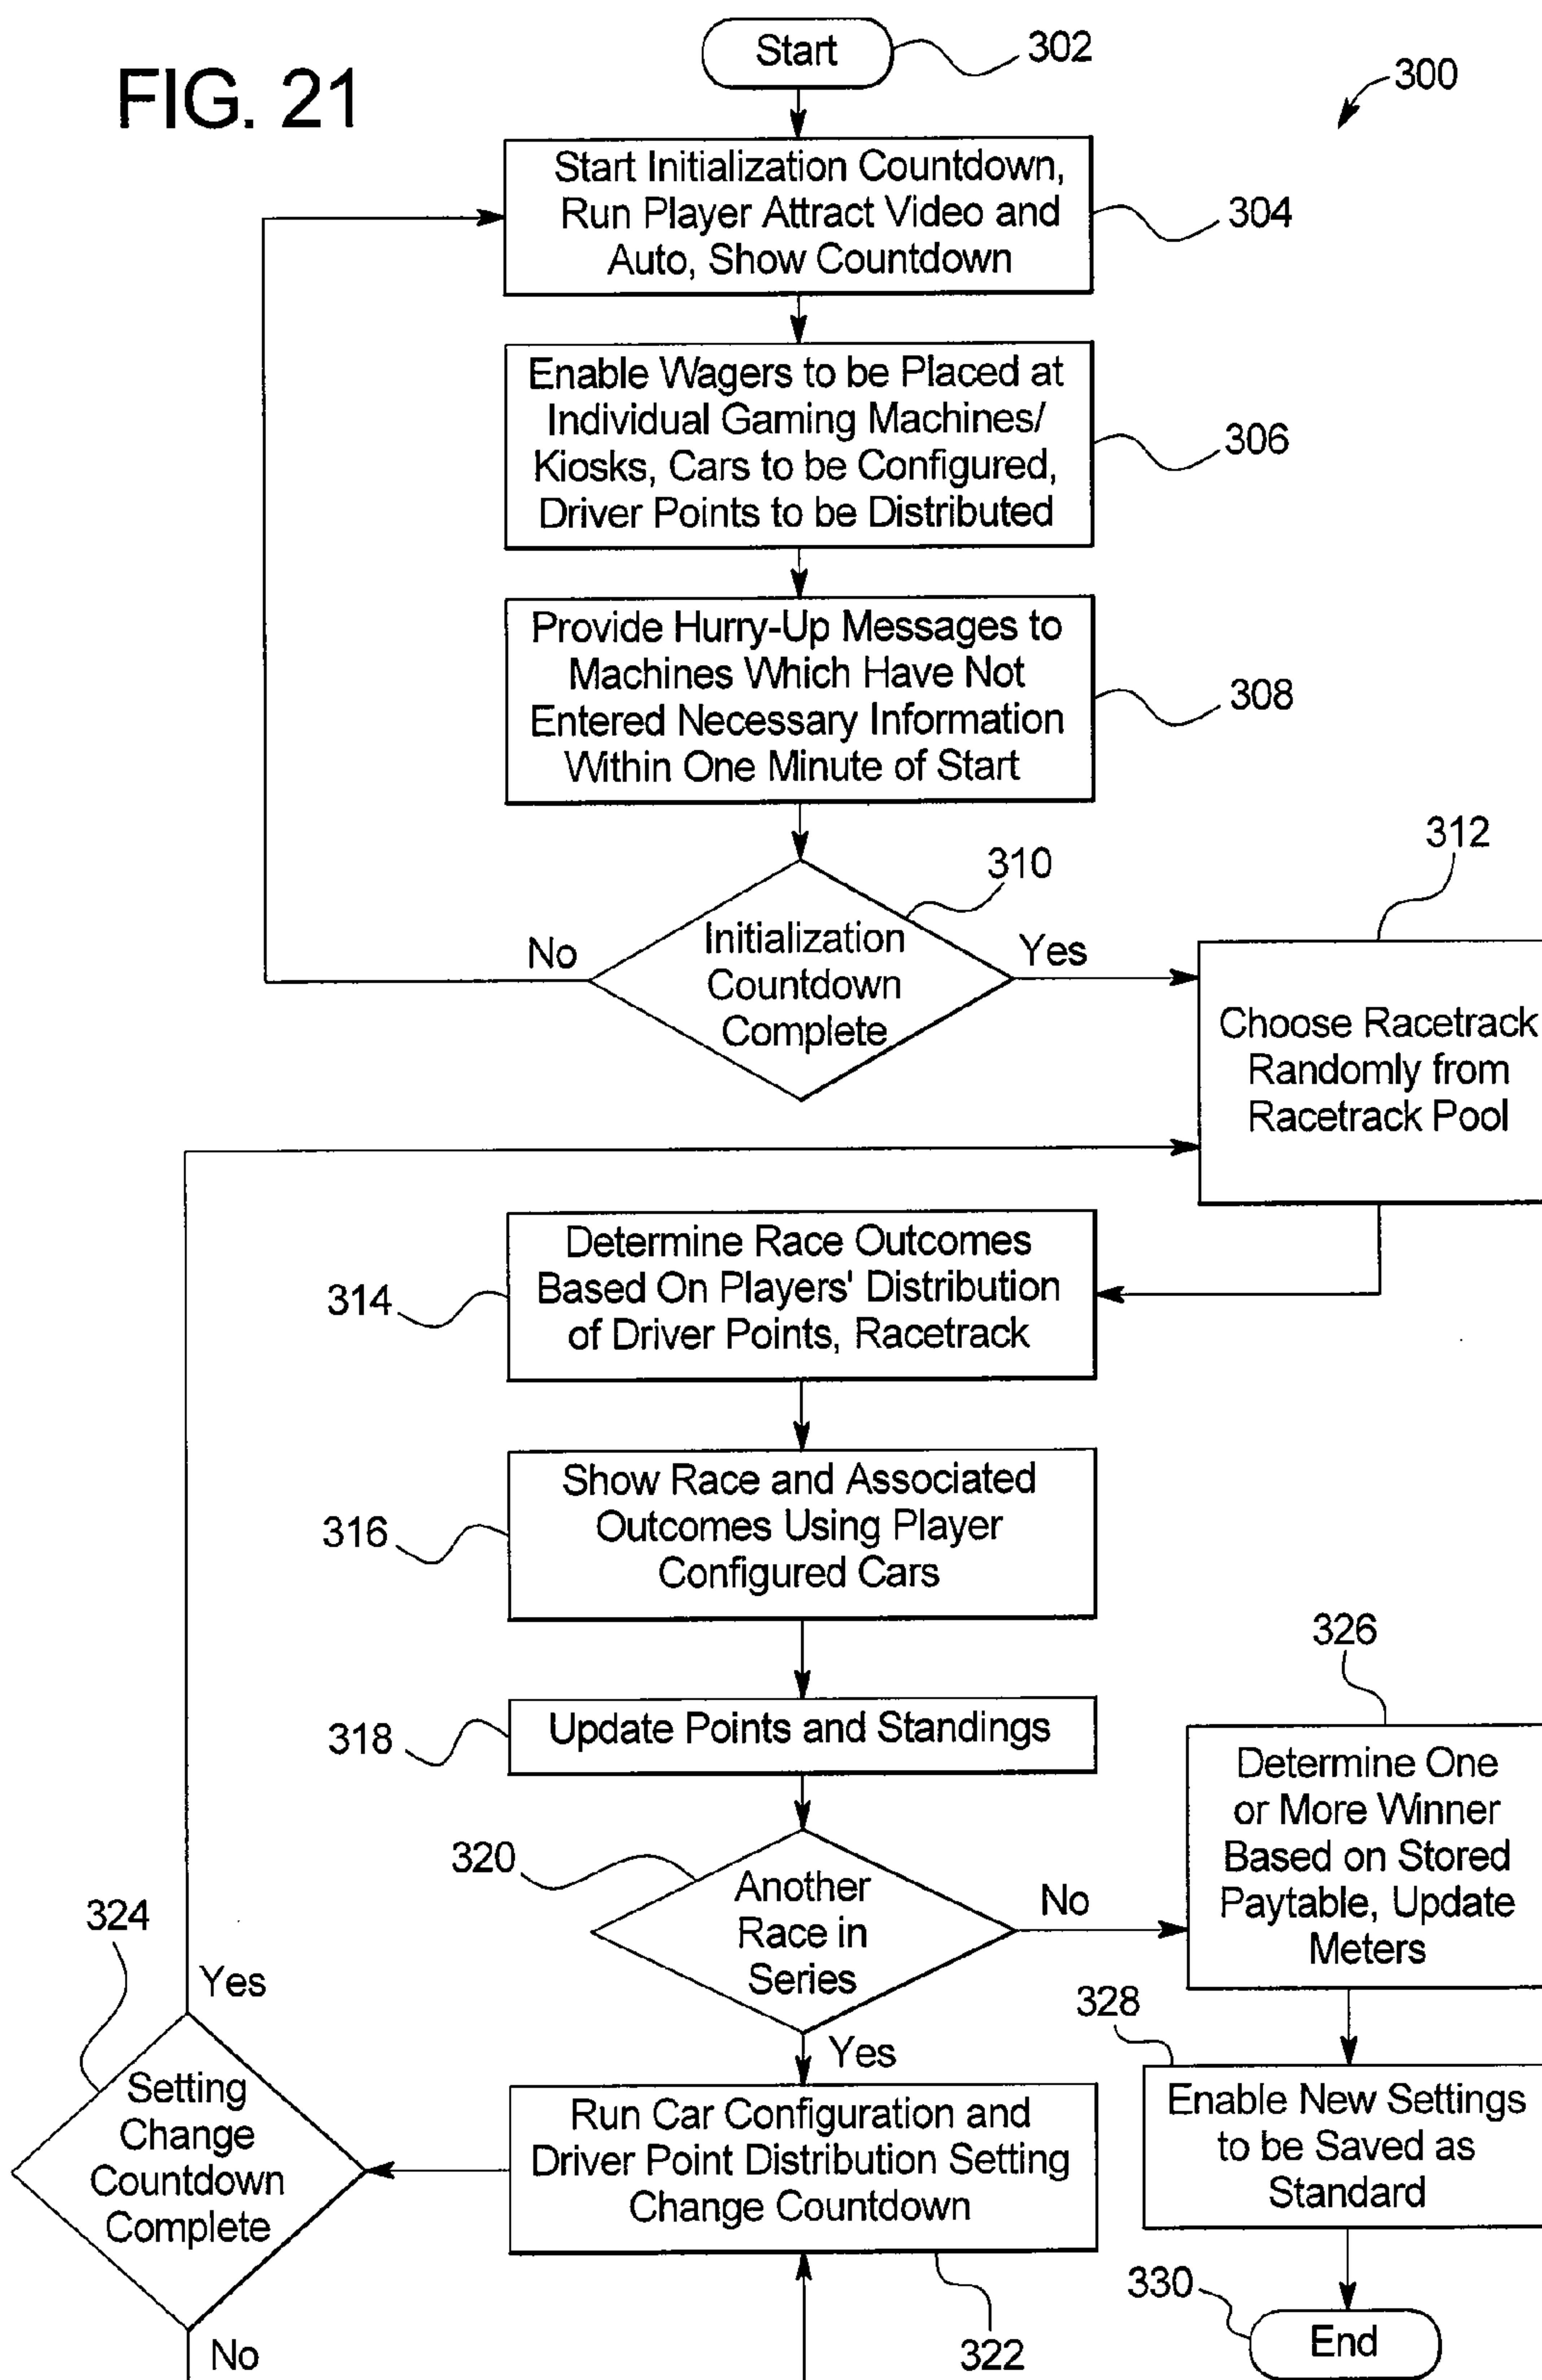 FIG. 21
Start
302
300
Start Initialization Countdown,
Run Player Attract Video and
Auto, Show Countdown
304
Enable Wagers to be Placed at
Individual Gaming Machines/
Kiosks, Cars to be Configured,
Driver Points to be Distributed
306
Provide Hurry-Up Messages to
Machines Which Have Not
Entered Necessary Information
Within One Minute of Start
308
310
Initialization
Countdown
Complete
No
Yes
312
Choose Racetrack
Randomly from
Racetrack Pool
Determine Race Outcomes
Based On Players' Distribution
of Driver Points, Racetrack
314
Show Race and Associated
Outcomes Using Player
Configured Cars
316
Update Points and Standings
318
320
Another
Race in
Series
No
Yes
326
Determine One
or More Winner
Based on Stored
Paytable, Update
Meters
328
Enable New Settings
to be Saved as
Standard
330
End
Run Car Configuration and
Driver Point Distribution Setting
Change Countdown
322
324
Yes
Setting
Change
Countdown
Complete
No